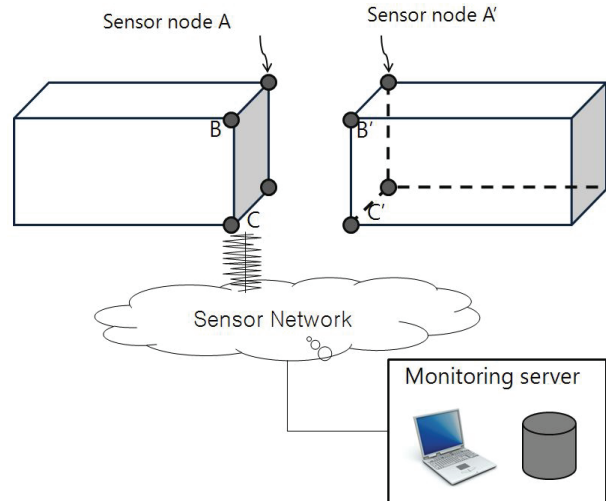 Sensor node A
Sensor node A'
B
B'
C
C'
Sensor Network
Monitoring server